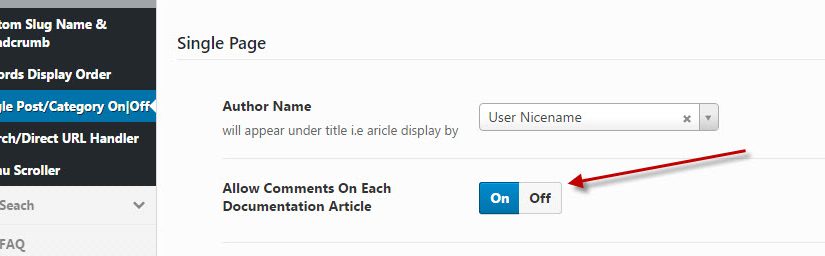 tom Slug Name &
adcrumb
ords Display Order
gle Post/Category On|Off
rch/Direct URL Handler
nu Scroller
Seach
FAQ
Single Page
Author Name
will appear under title i.e aricle display by
User Nicename
Allow Comments On Each
Documentation Article
On Off